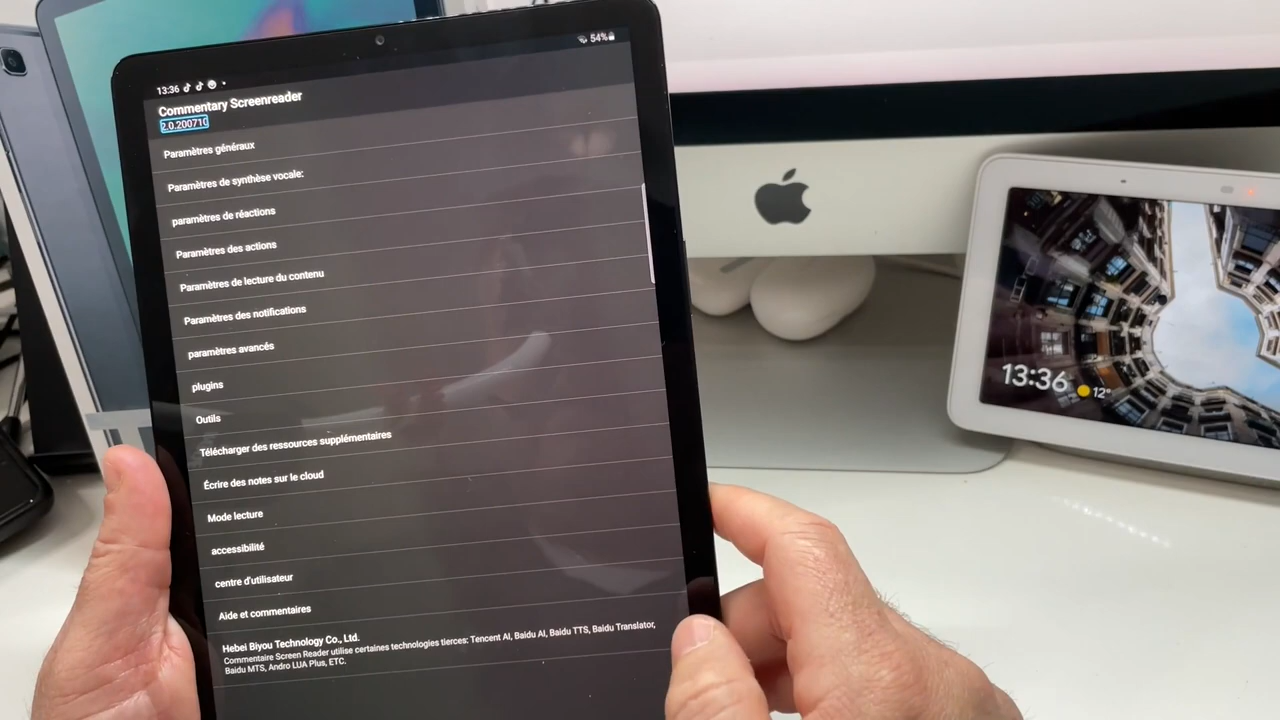 13:36
54%
Commentary Screenreader
2.0.200710
Paramètres généraux
Paramètres de synthèse vocale:
paramètres de réactions
Paramètres des actions
Paramètres de lecture du contenu
Paramètres des notifications
paramètres avancés
plugins
Outils
Télécharger des ressources supplémentaires
Écrire des notes sur le cloud
Mode lecture
accessibilité
centre d'utilisateur
Aide et commentaires
Hebei Biyou Technology Co., Ltd.
Commentaire Screen Reader utilise certaines technologies tierces: Tencent AI, Baidu AI, Baidu TTS, Baidu Translator,
Baidu MTS, Andro LUA Plus, ETC.
13:36
12°